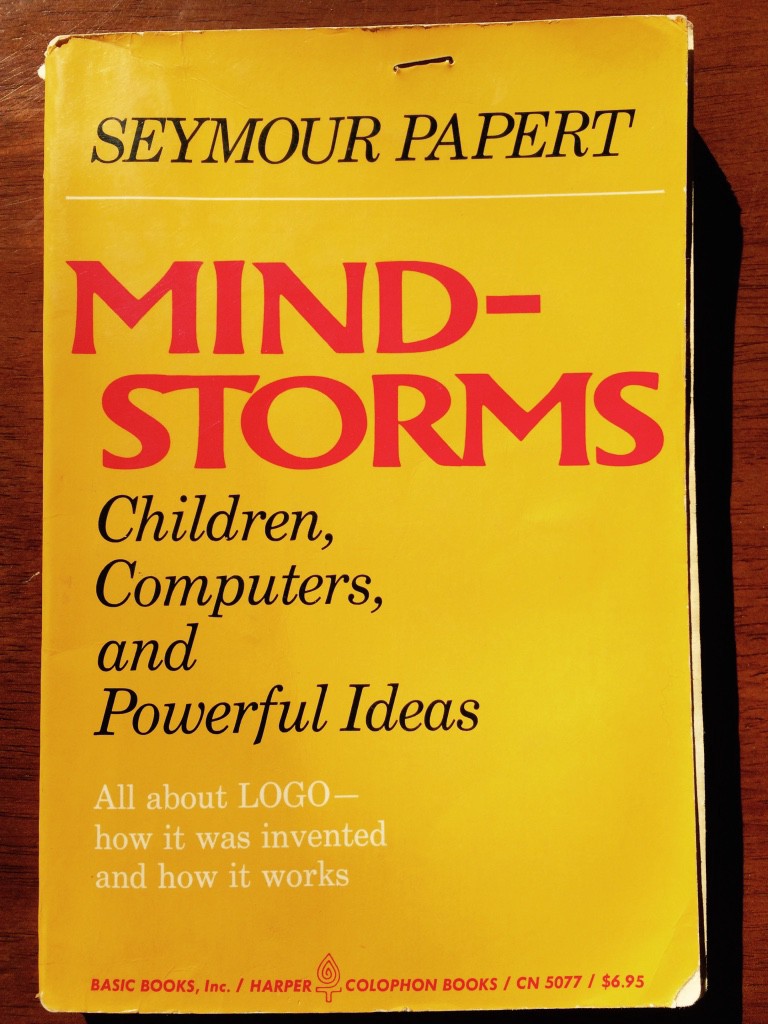 SEYMOUR PAPERT
MIND-
STORMS
Children,
Computers,
and
Powerful Ideas
All about LOGO—
how it was invented
and how it works
BASIC BOOKS, Inc. / HARPER COLOPHON BOOKS / CN 5077 / $6.95